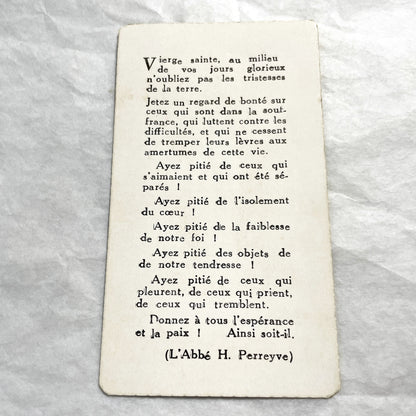 Vierge sainte, au milieu
de vos jours glorieux
n'oubliez pas les tristesses
de la terre.
Jetez un regard de bonté sur
ceux qui sont dans la souf-
france, qui luttent contre les
difficultés, et qui ne cessent
de tremper leurs lèvres aux
amertumes de cette vie.
Ayez pitié de ceux qui
s'aimaient et qui ont été sé-
parés !
Ayez pitié de l'isolement
du cœur !
Ayez pitié de la faiblesse
de notre foi !
Ayez pitié des objets de
de notre tendresse !
Ayez pitié de ceux qui
pleurent, de ceux qui prient,
de ceux qui tremblent.
Donnez à tous l'espérance
et la paix ! Ainsi soit-il.
(L'Abbé H. Perreyve)